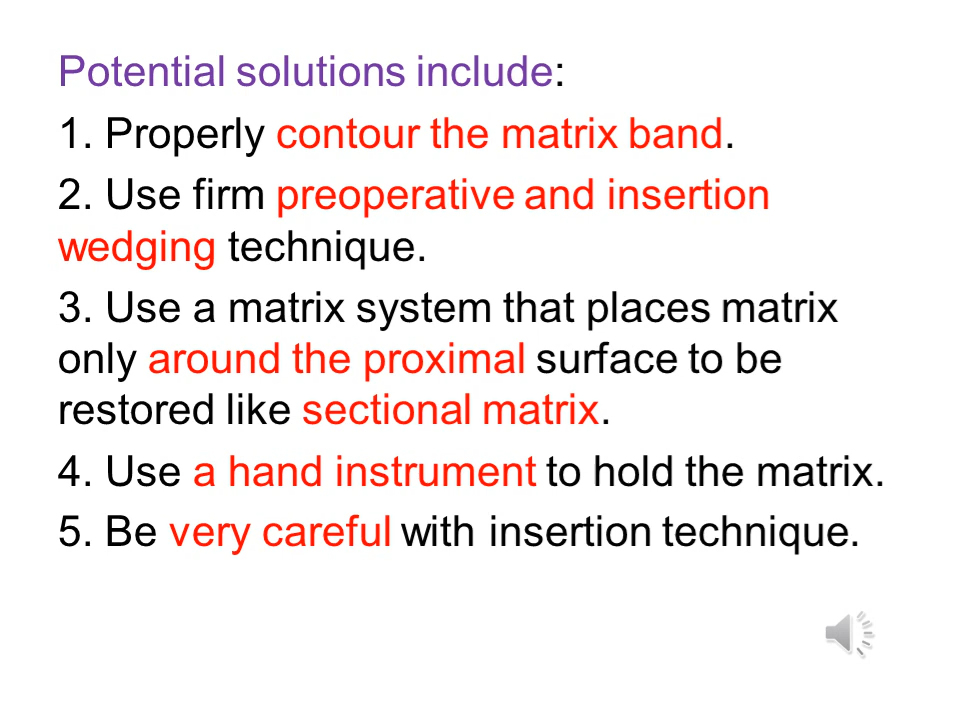 Potential solutions include:
1. Properly contour the matrix band.
2. Use firm preoperative and insertion
wedging technique.
3. Use a matrix system that places matrix
only around the proximal surface to be
restored like sectional matrix.
4. Use a hand instrument to hold the matrix.
5. Be very careful with insertion technique.